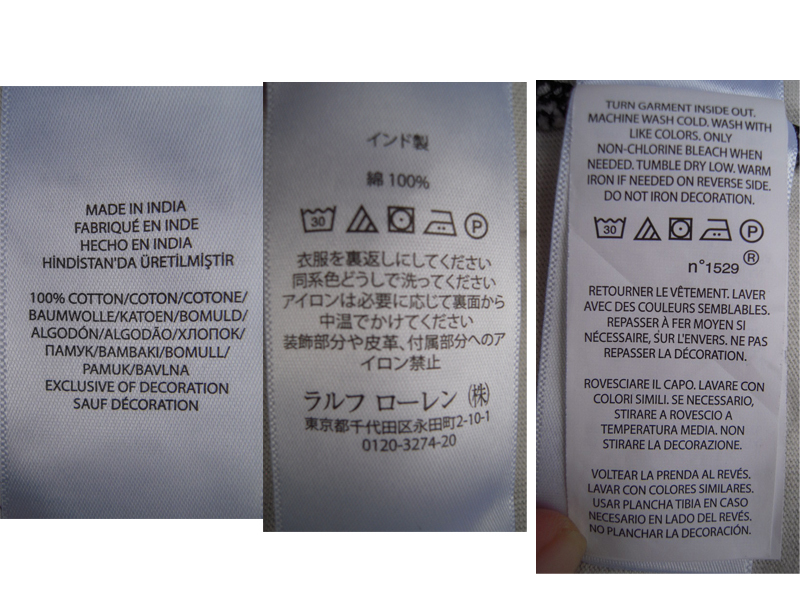 MADE IN INDIA
FABRIQUÉ EN INDE
HECHO EN INDIA
HİNDİSTAN'DA ÜRETİLMİŞTİR
100% COTTON/COTON/COTONE/
BAUMWOLLE/KATOEN/BOMULD/
ALGODÓN/ALGODÃO/ХЛОПОК/
ПАМУК/ΒΑΜΒΑΚΙ/BOMULL/
PAMUK/BAVLNA
EXCLUSIVE OF DECORATION
SAUF DÉCORATION
インド製
綿 100%
30 P
衣服を裏返しにしてください
同系色どうしで洗ってください
アイロンは必要に応じて裏面から
中温でかけてください
装飾部分や皮革、付属部分へのア
イロン禁止
ラルフ ローレン ㈱
東京都千代田区永田町2-10-1
0120-3274-20
TURN GARMENT INSIDE OUT.
MACHINE WASH COLD. WASH WITH
LIKE COLORS. ONLY
NON-CHLORINE BLEACH WHEN
NEEDED. TUMBLE DRY LOW. WARM
IRON IF NEEDED ON REVERSE SIDE.
DO NOT IRON DECORATION.
30 P
n°1529 ®
RETOURNER LE VÊTEMENT. LAVER
AVEC DES COULEURS SEMBLABLES.
REPASSER À FER MOYEN SI
NÉCESSAIRE, SUR L'ENVERS. NE PAS
REPASSER LA DÉCORATION.
ROVESCIARE IL CAPO. LAVARE CON
COLORI SIMILI. SE NECESSARIO,
STIRARE A ROVESCIO A
TEMPERATURA MEDIA. NON
STIRARE LA DECORAZIONE.
VOLTEAR LA PRENDA AL REVÉS.
LAVAR CON COLORES SIMILARES.
USAR PLANCHA TIBIA EN CASO
NECESARIO EN LADO DEL REVÉS.
NO PLANCHAR LA DECORACIÓN.